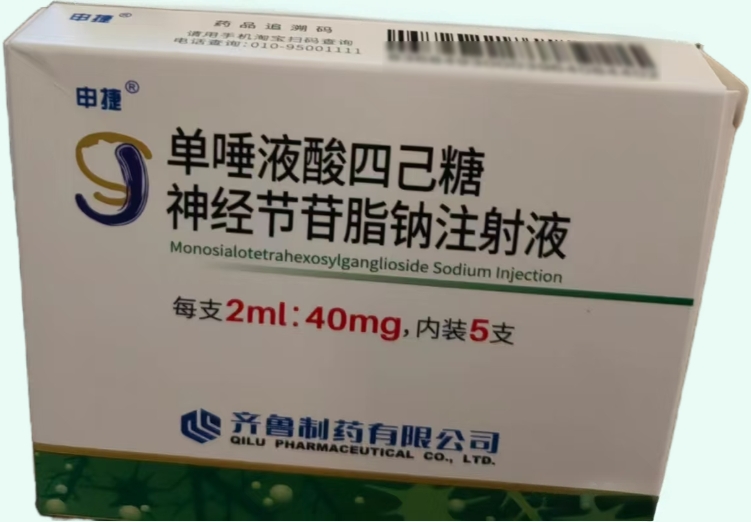 申捷®
药品追溯码
请用手机淘宝扫码查询
电话查询:010-95001111
申捷®
单唾液酸四己糖
神经节苷脂钠注射液
Monosialotetrahexosylganglioside Sodium Injection
每支2ml:40mg,内装5支
齐鲁制药有限公司
QILU PHARMACEUTICAL CO., LTD.